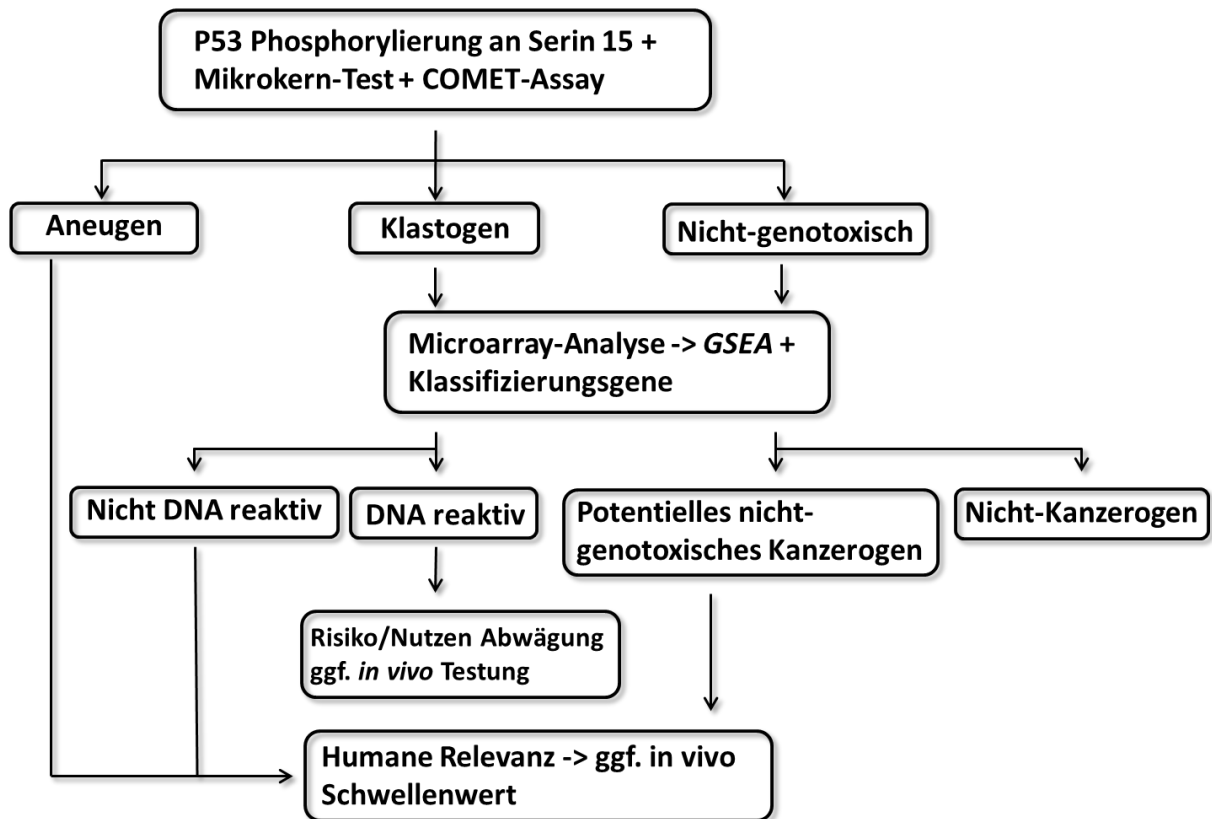 P53 Phosphorylierung an Serin 15 +
Mikrokern-Test + COMET-Assay
Aneugen
Klastogen
Nicht-genotoxisch
Microarray-Analyse -> GSEA +
Klassifizierungsgene
Nicht DNA reaktiv
DNA reaktiv
Potentielles nicht-
genotoxisches Kanzerogen
Nicht-Kanzerogen
Risiko/Nutzen Abwägung
ggf. in vivo Testung
Humane Relevanz -> ggf. in vivo
Schwellenwert